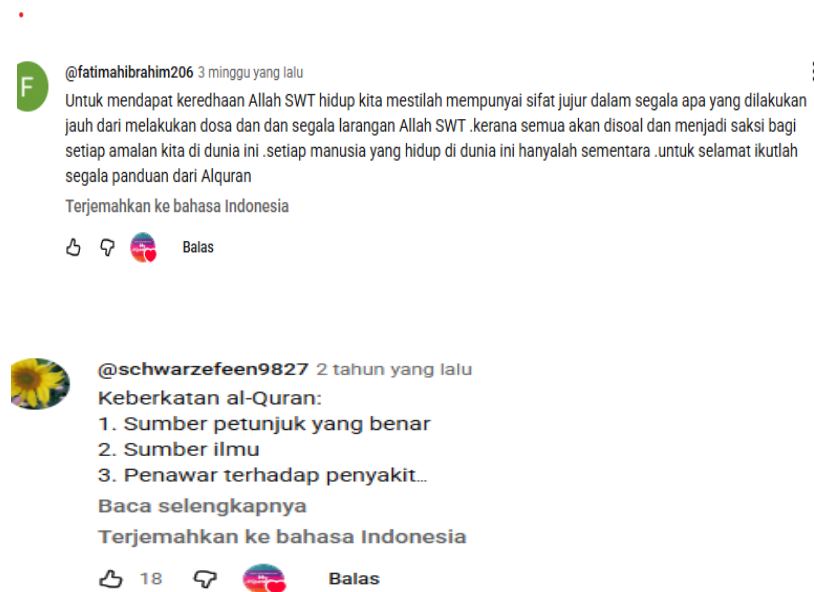 F
@fatimahibrahim206 3 minggu yang lalu
Untuk mendapat keredhaan Allah SWT hidup kita mestilah mempunyai sifat jujur dalam segala apa yang dilakukan
jauh dari melakukan dosa dan dan segala larangan Allah SWT .kerana semua akan disoal dan menjadi saksi bagi
setiap amalan kita di dunia ini .setiap manusia yang hidup di dunia ini hanyalah sementara .untuk selamat ikutlah
segala panduan dari Alquran
Terjemahkan ke bahasa Indonesia
Balas
@schwarzefeen9827 2 tahun yang lalu
Keberkatan al-Quran:
1. Sumber petunjuk yang benar
2. Sumber ilmu
3. Penawar terhadap penyakit...
Baca selengkapnya
Terjemahkan ke bahasa Indonesia
18 Balas